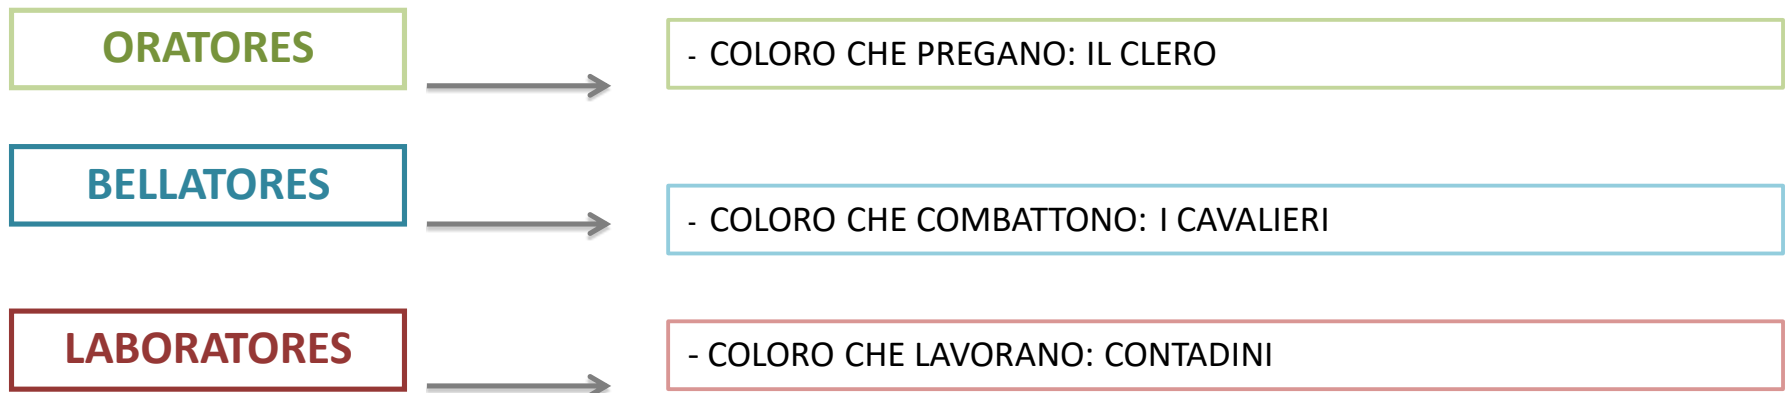 ORATORES
- COLORO CHE PREGANO: IL CLERO
BELLATORES
- COLORO CHE COMBATTONO: I CAVALIERI
LABORATORES
- COLORO CHE LAVORANO: CONTADINI